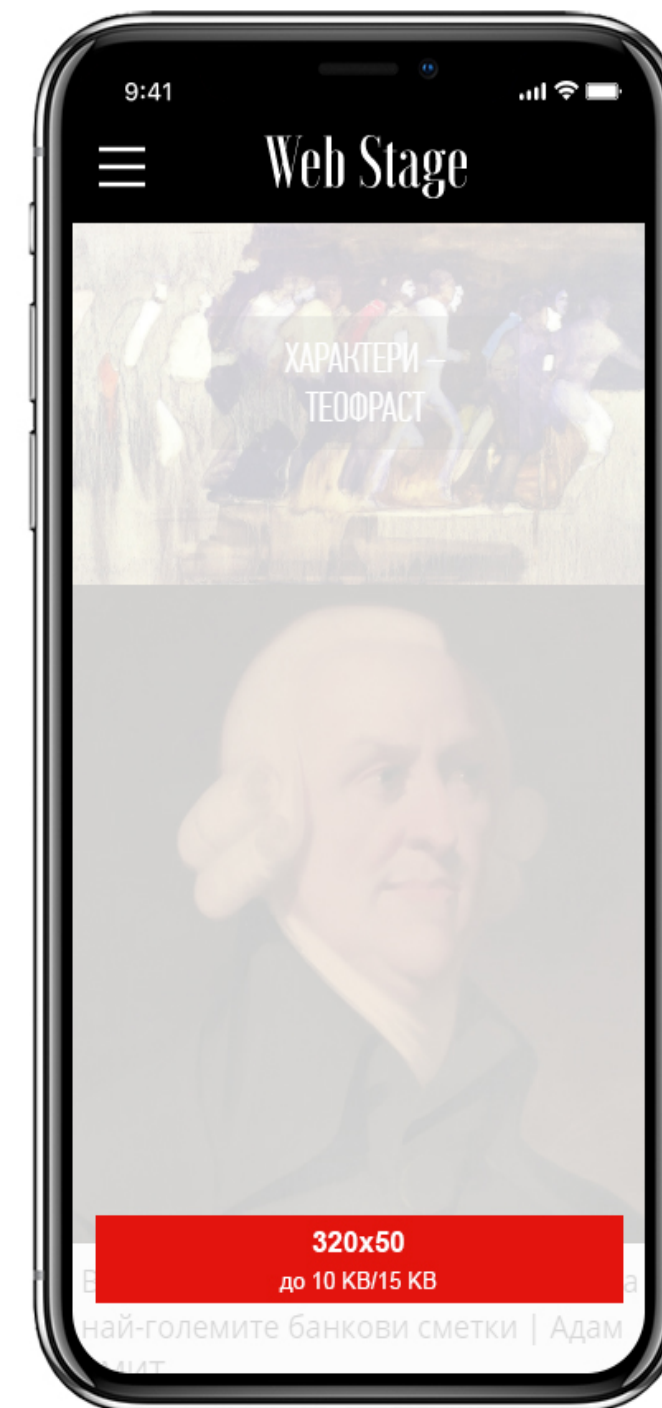 9:41
Web Stage
ХАРАКТЕРИ –
ТЕОФРАСТ
320x50
до 10 KB/15 KB
най-големите банкови сметки | Адам